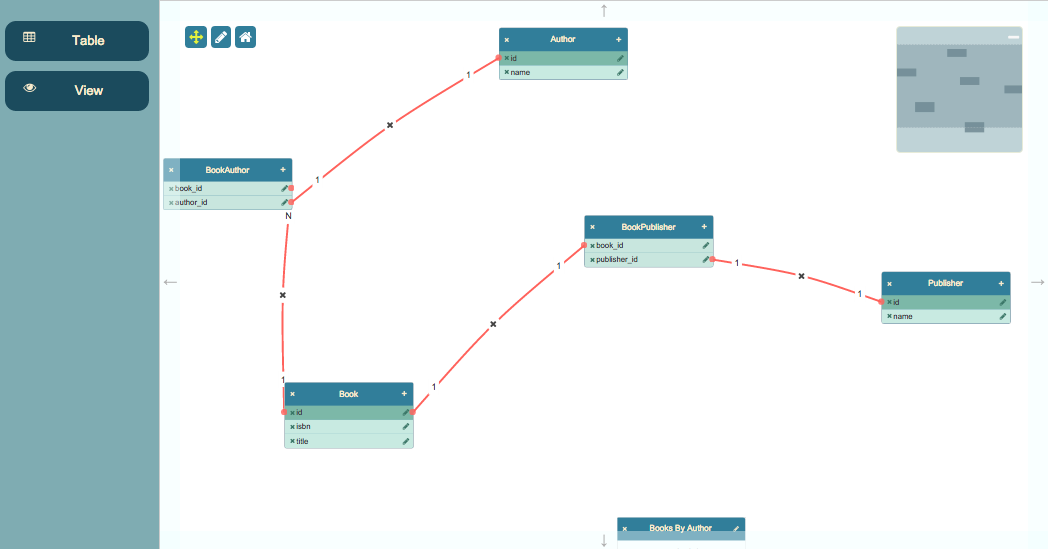 Table
View
Author
id
name
1
1
BookAuthor
book_id
author_id
N
1
BookPublisher
book_id
publisher_id
1
1
1
1
Publisher
id
name
Book
id
isbn
title
Books By Author